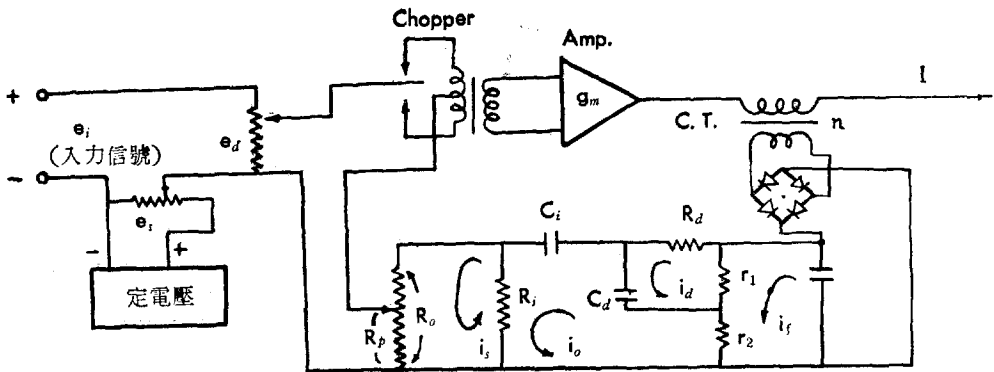 Chopper
Amp.
+
e_i
(入力信號)
−
e_d
e_s
−
+
定電壓
g_m
I
C. T.
n
C_i
R_d
R_o
R_p
i_s
R_i
i_o
C_d
i_d
r_1
r_2
i_f